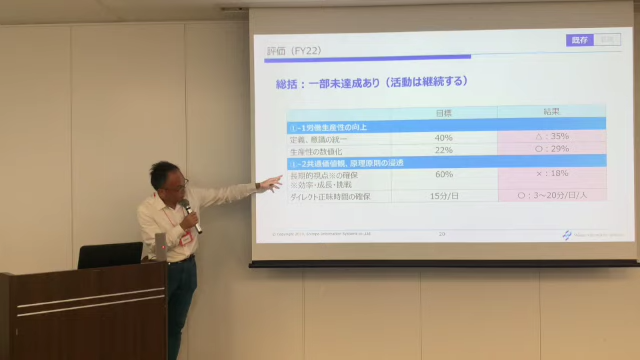 評価（FY22）
既存
総括：一部未達成あり（活動は継続する）
目標
結果
L-1労働生産性の向上
定義、意識の統一
40%
△：35%
生産性の数値化
22%
○：29%
L-2共通価値観、原理原則の浸透
長期的視点※の確保
※効率・成長・挑戦
60%
×：18%
ダイレクト正味時間の確保
15分/日
○：3～20分/日/人